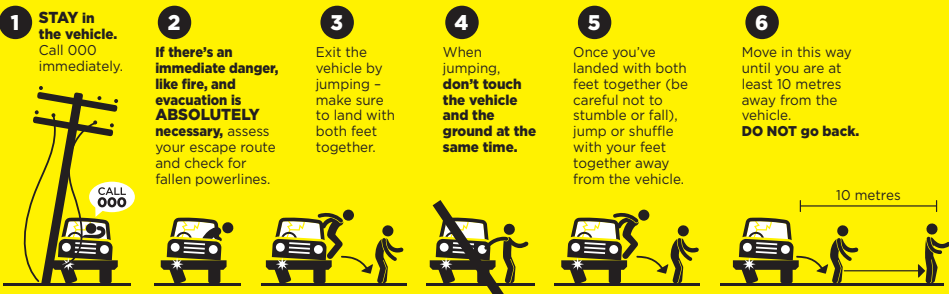 1
STAY in
the vehicle.
Call 000
immediately.
CALL
000
2
If there's an
immediate danger,
like fire, and
evacuation is
ABSOLUTELY
necessary, assess
your escape route
and check for
fallen powerlines.
3
Exit the
vehicle by
jumping –
make sure
to land with
both feet
together.
4
When
jumping,
don't touch
the vehicle
and the
ground at the
same time.
5
Once you've
landed with both
feet together (be
careful not to
stumble or fall),
jump or shuffle
with your feet
together away
from the vehicle.
6
Move in this way
until you are at
least 10 metres
away from the
vehicle.
DO NOT go back.
10 metres